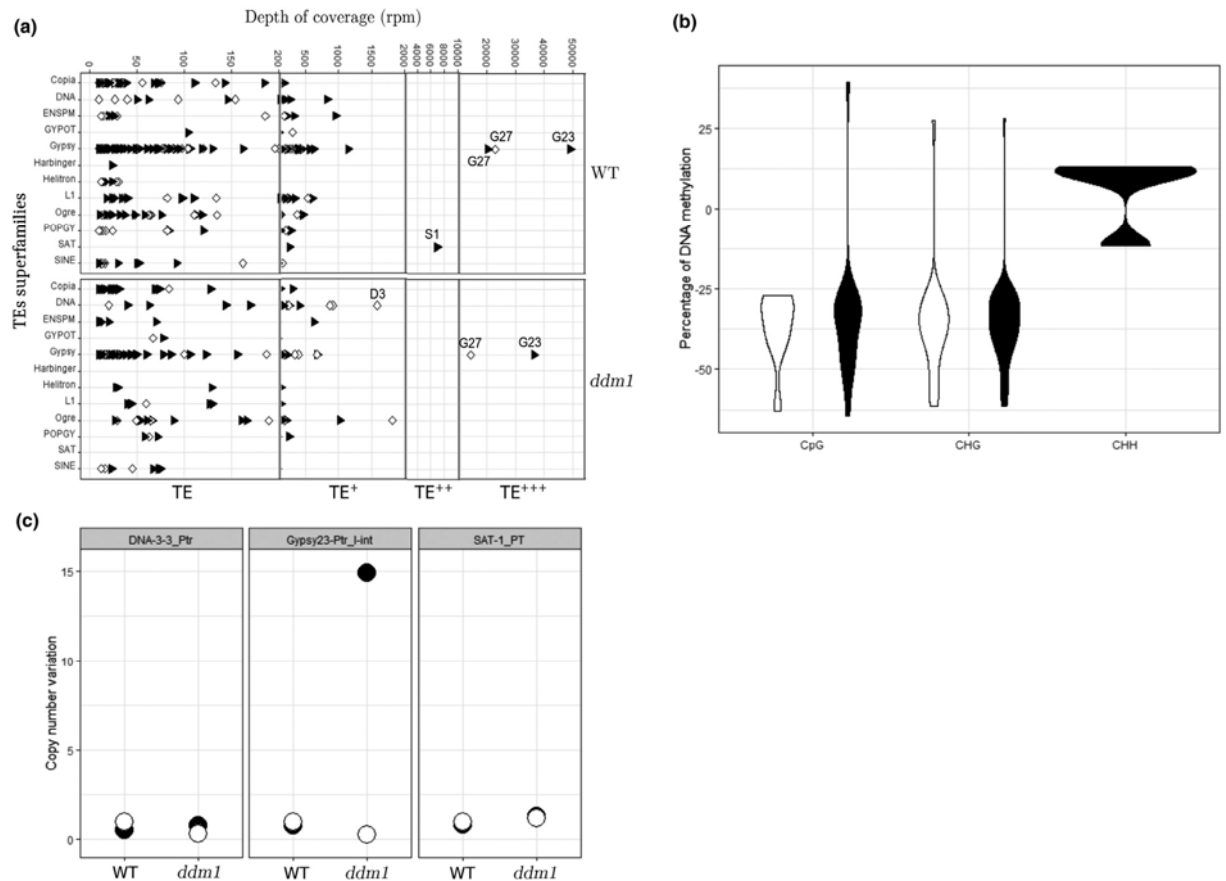 (a)
Depth of coverage (rpm)
0 50 100 150 200 500 1000 1500 2000 4000 6000 8000 10000 20000 30000 40000 50000
TEs superfamilies
Copia
DNA
ENSPM
GYPOT
Gypsy
G27 G23
G27
Harbinger
WT
Helitron
L1
Ogre
POPGY
S1
SAT
SINE
Copia
D3
DNA
ENSPM
GYPOT
G27 G23
Gypsy
Harbinger
ddm1
Helitron
L1
Ogre
POPGY
SAT
SINE
TE TE+ TE++ TE+++
(b)
Percentage of DNA methylation
25
0
-25
-50
CpG CHG CHH
(c)
DNA-3-3_Ptr Gypsy23-Ptr_I-int SAT-1_PT
Copy number variation
15
10
5
0
WT ddm1 WT ddm1 WT ddm1